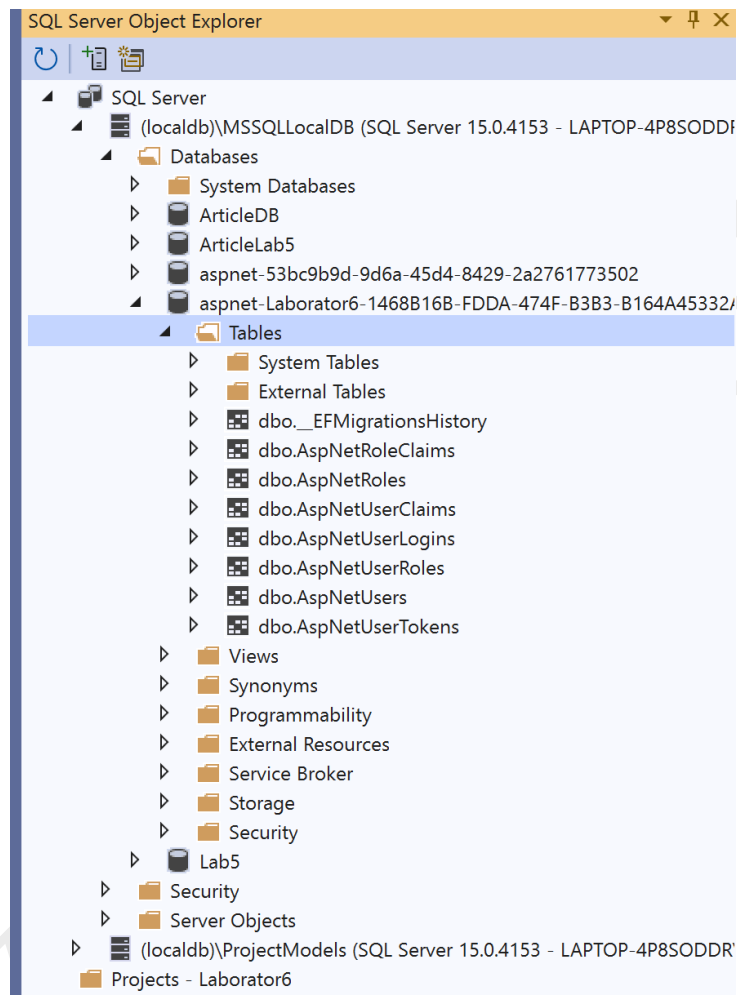 SQL Server Object Explorer
SQL Server
(localdb)\MSSQLLocalDB (SQL Server 15.0.4153 - LAPTOP-4P8SODDR
Databases
System Databases
ArticleDB
ArticleLab5
aspnet-53bc9b9d-9d6a-45d4-8429-2a2761773502
aspnet-Laborator6-1468B16B-FDDA-474F-B3B3-B164A45332A
Tables
System Tables
External Tables
dbo.__EFMigrationsHistory
dbo.AspNetRoleClaims
dbo.AspNetRoles
dbo.AspNetUserClaims
dbo.AspNetUserLogins
dbo.AspNetUserRoles
dbo.AspNetUsers
dbo.AspNetUserTokens
Views
Synonyms
Programmability
External Resources
Service Broker
Storage
Security
Lab5
Security
Server Objects
(localdb)\ProjectModels (SQL Server 15.0.4153 - LAPTOP-4P8SODDR
Projects - Laborator6